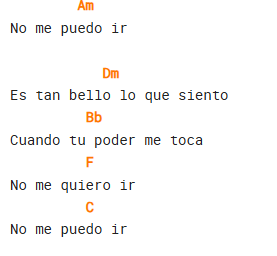 Am
No me puedo ir
Dm
Es tan bello lo que siento
Bb
Cuando tu poder me toca
F
No me quiero ir
C
No me puedo ir